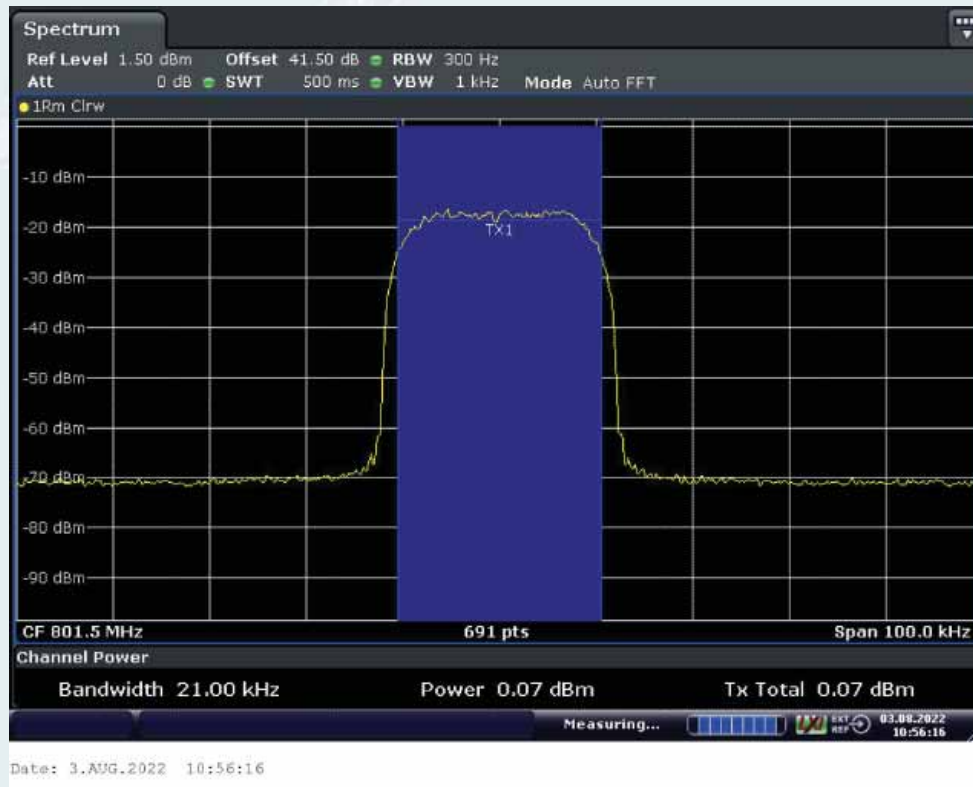 Spectrum
Ref Level 1.50 dBm Offset 41.50 dB RBW 300 Hz
Att 0 dB SWT 500 ms VBW 1 kHz Mode Auto FFT
1Rm Clrw
-10 dBm
-20 dBm
TX1
-30 dBm
-40 dBm
-50 dBm
-60 dBm
-70 dBm
-80 dBm
-90 dBm
CF 801.5 MHz 691 pts Span 100.0 kHz
Channel Power
Bandwidth 21.00 kHz Power 0.07 dBm Tx Total 0.07 dBm
Measuring... EXT REF 03.08.2022 10:56:16
Date: 3.AUG.2022 10:56:16